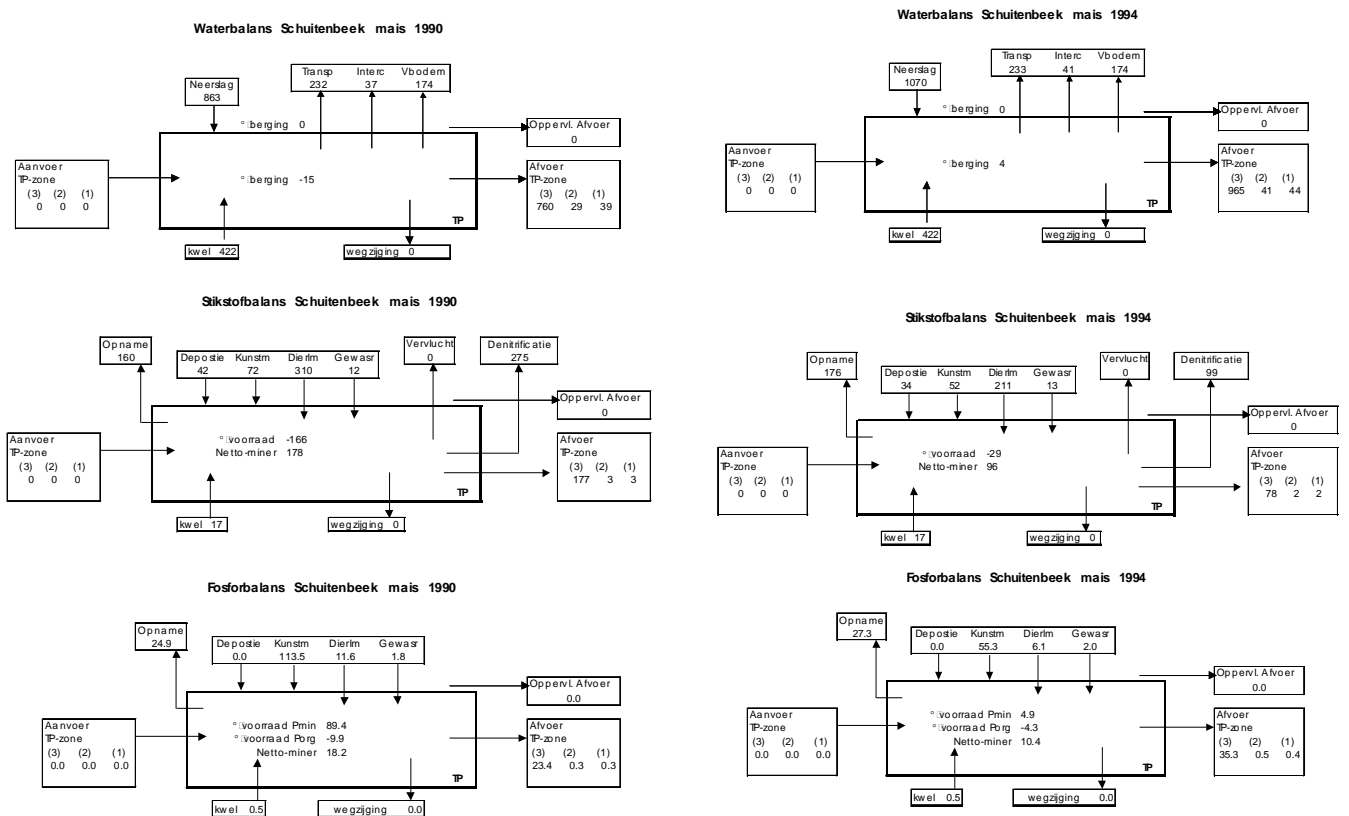 Waterbalans Schuitenbeek mais 1990
Transp Interc Vbodem
232 37 174
Neerslag
863
berging 0
Oppervl. Afvoer
0
Aanvoer
TP-zone
(3) (2) (1)
0 0 0
berging -15
Afvoer
TP-zone
(3) (2) (1)
760 29 39
TP
kwel 422
wegzijging 0
Waterbalans Schuitenbeek mais 1994
Transp Interc Vbodem
233 41 174
Neerslag
1070
berging 0
Oppervl. Afvoer
0
Aanvoer
TP-zone
(3) (2) (1)
0 0 0
berging 4
Afvoer
TP-zone
(3) (2) (1)
965 41 44
TP
kwel 422
wegzijging 0
Stikstofbalans Schuitenbeek mais 1990
Opname
160
Depostie Kunstm Dierlm Gewasr
42 72 310 12
Vervlucht
0
Denitrificatie
275
Oppervl. Afvoer
0
Aanvoer
TP-zone
(3) (2) (1)
0 0 0
voorraad -166
Netto-miner 178
Afvoer
TP-zone
(3) (2) (1)
177 3 3
TP
kwel 17
wegzijging 0
Stikstofbalans Schuitenbeek mais 1994
Opname
176
Depostie Kunstm Dierlm Gewasr
34 52 211 13
Vervlucht
0
Denitrificatie
99
Oppervl. Afvoer
0
Aanvoer
TP-zone
(3) (2) (1)
0 0 0
voorraad -29
Netto-miner 96
Afvoer
TP-zone
(3) (2) (1)
78 2 2
TP
kwel 17
wegzijging 0
Fosforbalans Schuitenbeek mais 1990
Opname
24.9
Depostie Kunstm Dierlm Gewasr
0.0 113.5 11.6 1.8
Oppervl. Afvoer
0.0
Aanvoer
TP-zone
(3) (2) (1)
0.0 0.0 0.0
voorraad Pmin 89.4
voorraad Porg -9.9
Netto-miner 18.2
Afvoer
TP-zone
(3) (2) (1)
23.4 0.3 0.3
TP
kwel 0.5
wegzijging 0.0
Fosforbalans Schuitenbeek mais 1994
Opname
27.3
Depostie Kunstm Dierlm Gewasr
0.0 55.3 6.1 2.0
Oppervl. Afvoer
0.0
Aanvoer
TP-zone
(3) (2) (1)
0.0 0.0 0.0
voorraad Pmin 4.9
voorraad Porg -4.3
Netto-miner 10.4
Afvoer
TP-zone
(3) (2) (1)
35.3 0.5 0.4
TP
kwel 0.5
wegzijging 0.0